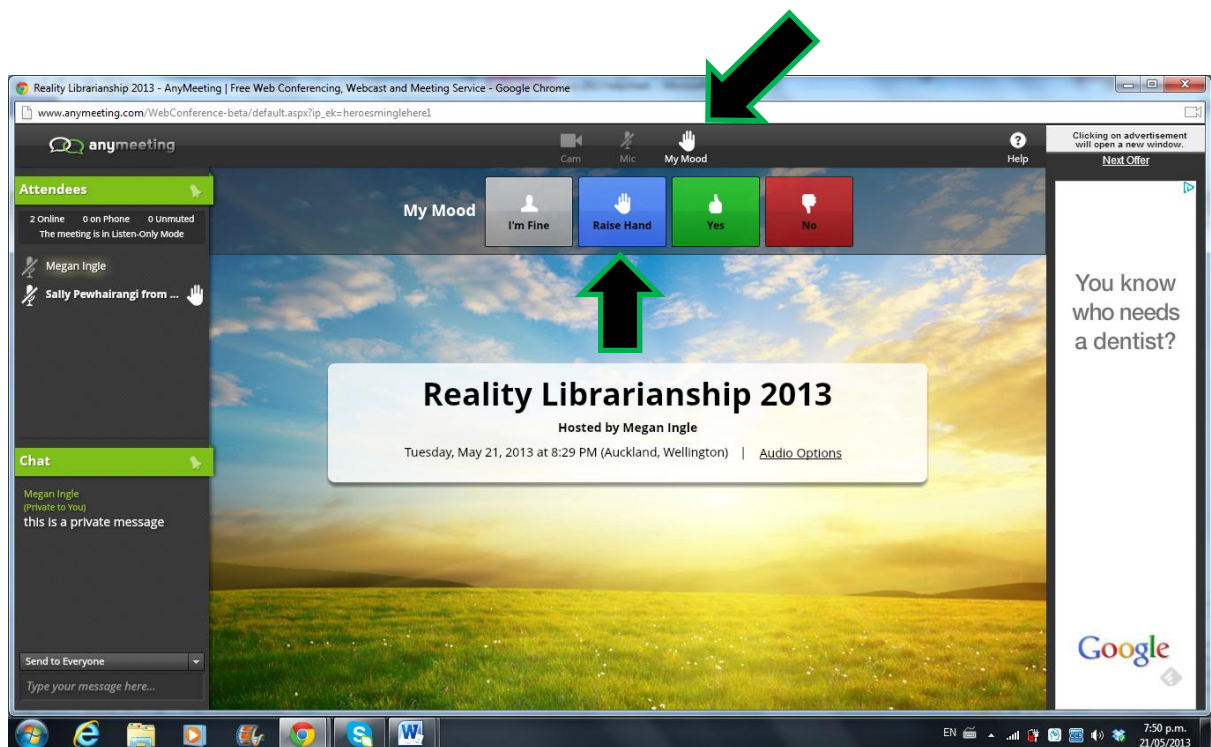 Reality Librarianship 2013 - AnyMeeting | Free Web Conferencing, Webcast and Meeting Service - Google Chrome
www.anymeeting.com/WebConference-beta/default.aspx?ip_ek=heroesminglehere1
anymeeting
Cam
Mic
My Mood
Help
Clicking on advertisement
will open a new window.
Next Offer
Attendees
2 Online 0 on Phone 0 Unmuted
The meeting is in Listen-Only Mode
Megan Ingle
Sally Pewhairangi from ...
My Mood
I'm Fine
Raise Hand
Yes
No
You know
who needs
a dentist?
Reality Librarianship 2013
Hosted by Megan Ingle
Tuesday, May 21, 2013 at 8:29 PM (Auckland, Wellington) | Audio Options
Chat
Megan Ingle
(Private to You)
this is a private message
Send to Everyone
Type your message here...
Google
EN
7:50 p.m.
21/05/2013